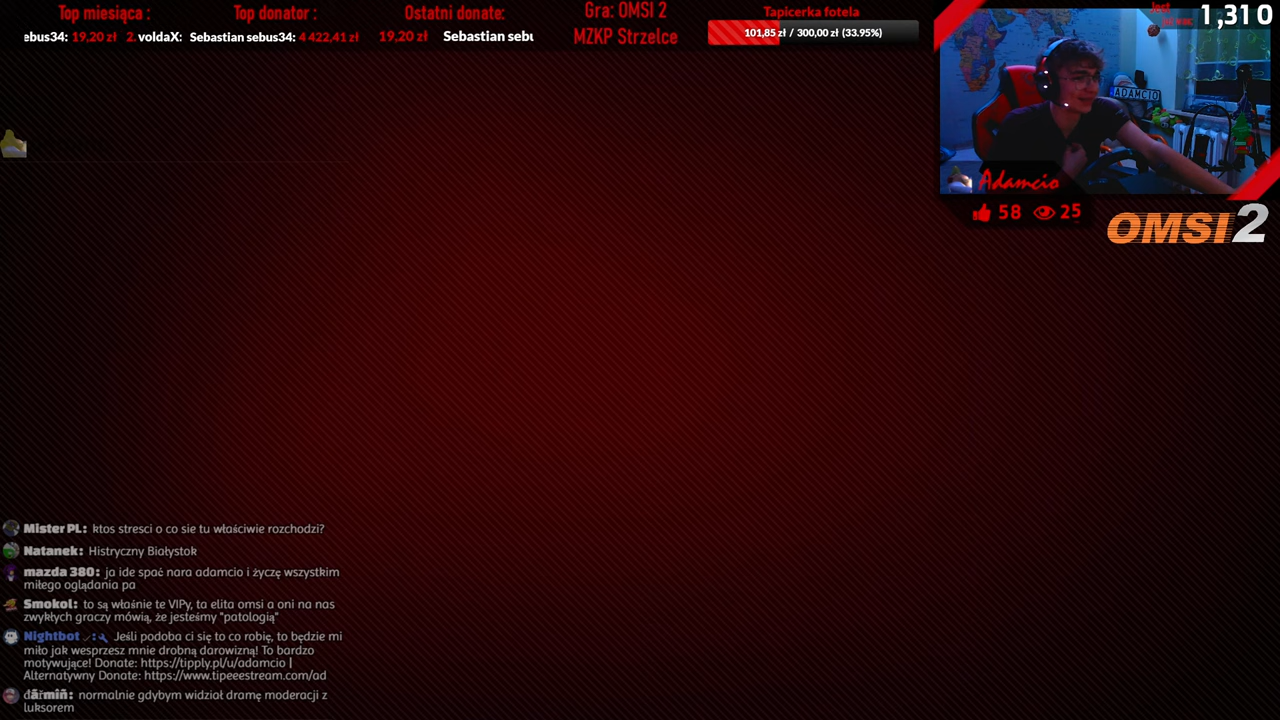 Top miesiąca :
Top donator :
Ostatni donate:
Gra: OMSI 2
MZKP Strzelce
Tapicerka fotela
ebus34: 19,20 zł 2. voldaX:
Sebastian sebus34: 4 422,41 zł
19,20 zł Sebastian sebu
101,85 zł / 300,00 zł (33.95%)
Jest
1,310
ADAMCIO
Adamcio
58 25
OMSI 2
Mister PL: ktos stresci o co sie tu właściwie rozchodzi?
Natanek: Histryczny Białystok
mazda 380: ja ide spać nara adamcio i życzę wszystkim
miłego oglądania pa
Smokol: to są właśnie te VIPy, ta elita omsi a oni na nas
zwykłych graczy mówią, że jesteśmy "patologią"
Nightbot : Jeśli podoba ci się to co robię, to będzie mi
miło jak wesprzesz mnie drobną darowizną! To bardzo
motywujące! Donate: https://tipply.pl/u/adamcio |
Alternatywny Donate: https://www.tipeeestream.com/ad
normalnie gdybym widział dramę moderacji z
luksorem